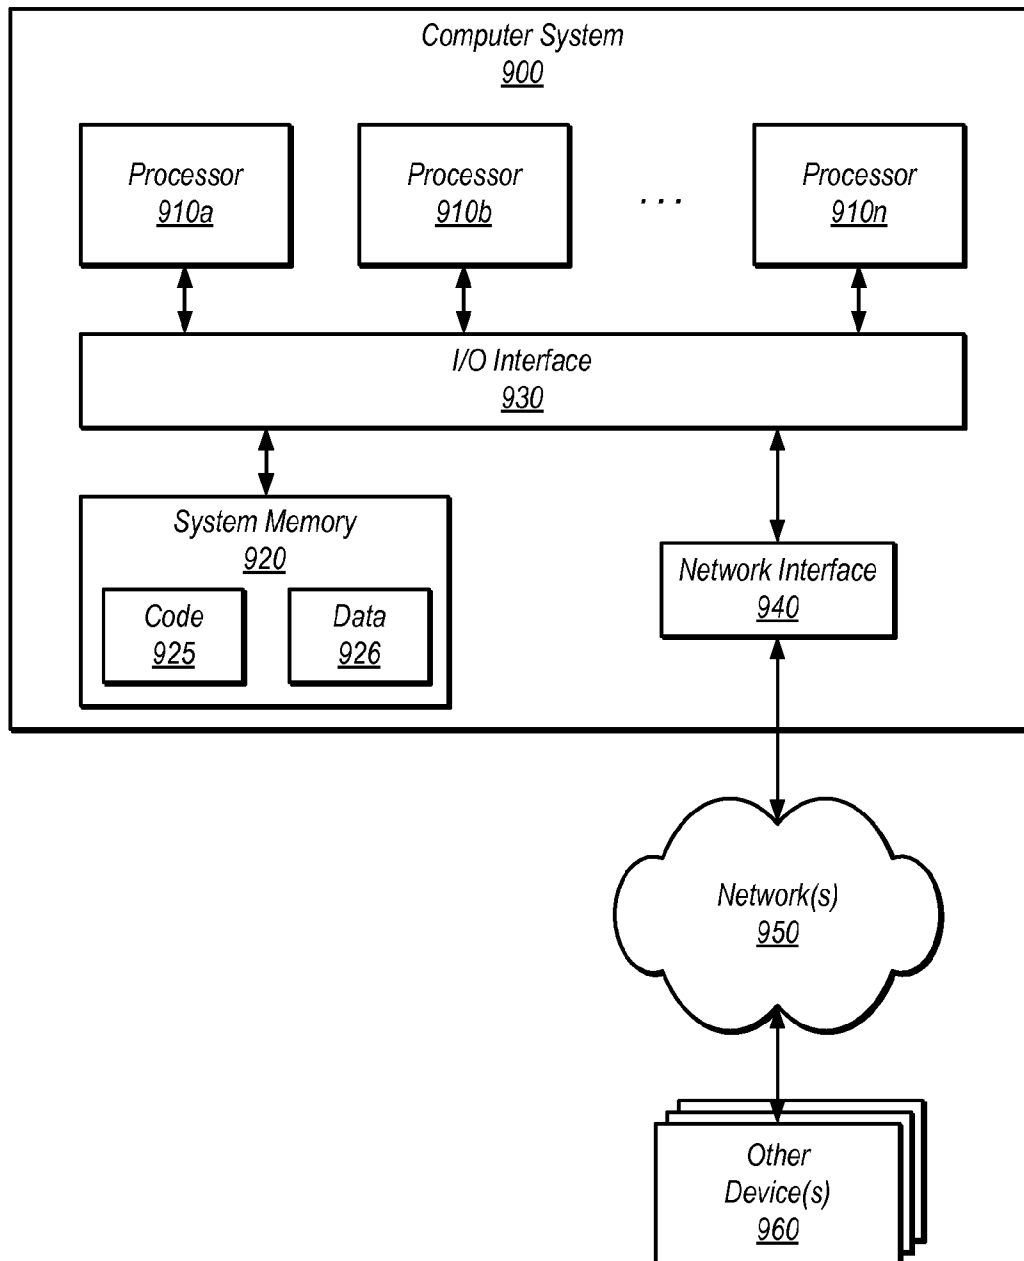 Computer System
900
Processor
910a
Processor
910b
. . .
Processor
910n
I/O Interface
930
System Memory
920
Code
925
Data
926
Network Interface
940
Network(s)
950
Other
Device(s)
960